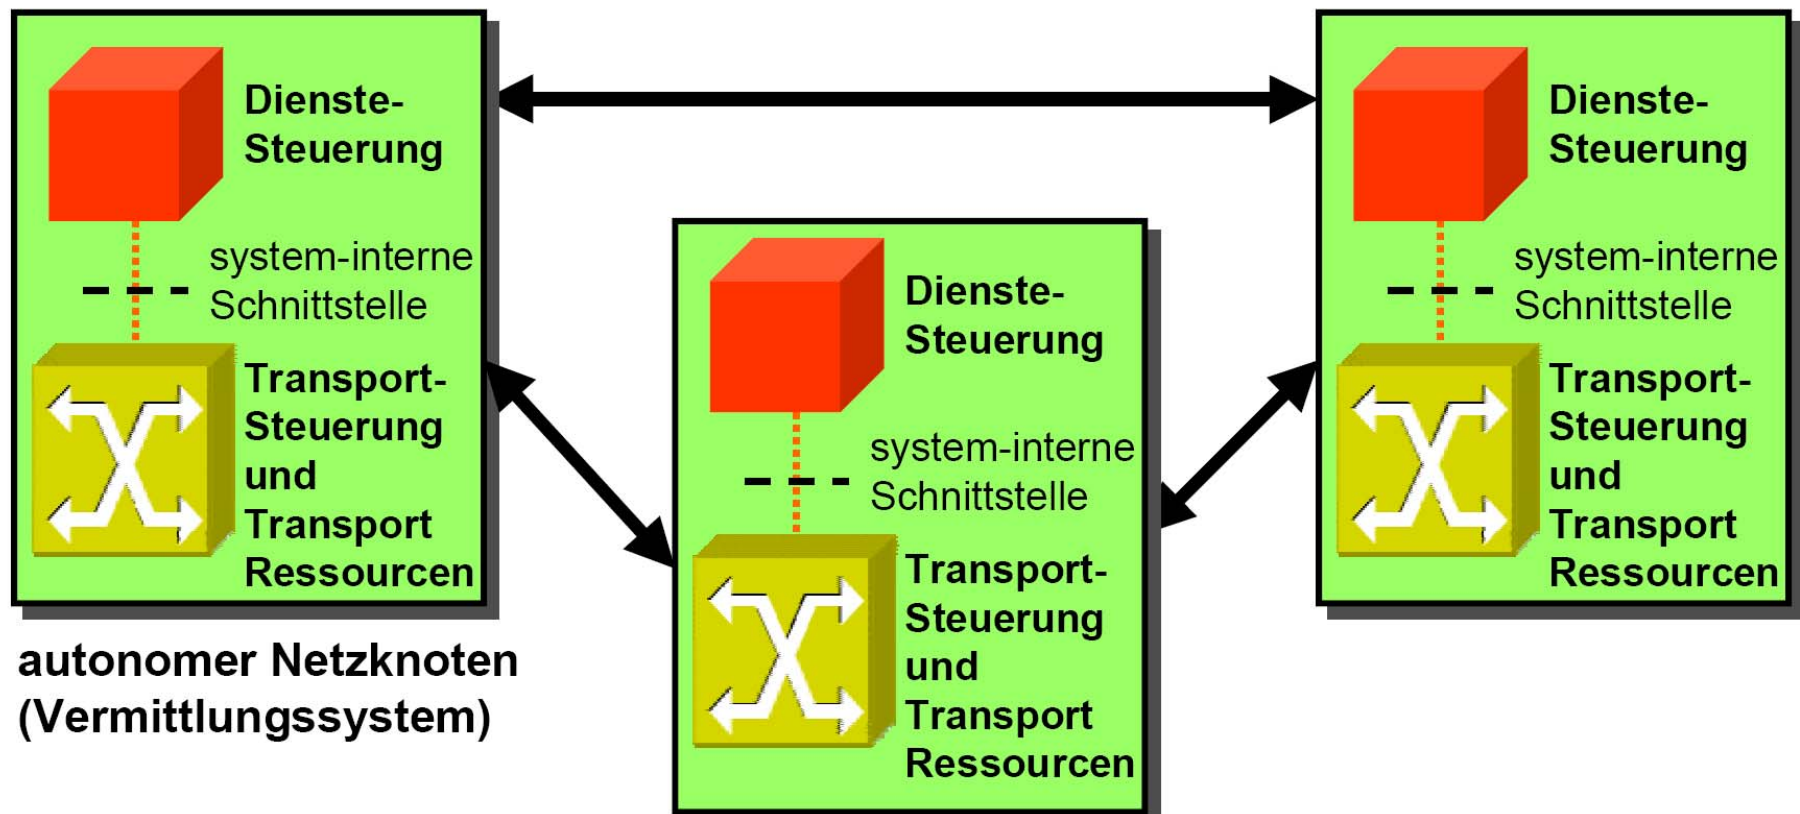 Dienste-
Steuerung
system-interne
Schnittstelle
Transport-
Steuerung
und
Transport
Ressourcen
autonomer Netzknoten
(Vermittlungssystem)
Dienste-
Steuerung
system-interne
Schnittstelle
Transport-
Steuerung
und
Transport
Ressourcen
Dienste-
Steuerung
system-interne
Schnittstelle
Transport-
Steuerung
und
Transport
Ressourcen